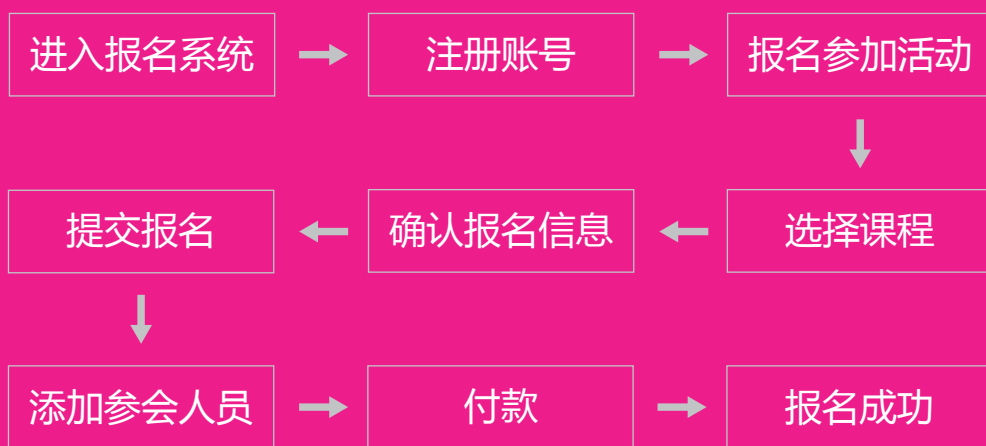 进入报名系统
注册账号
报名参加活动
选择课程
确认报名信息
提交报名
添加参会人员
付款
报名成功